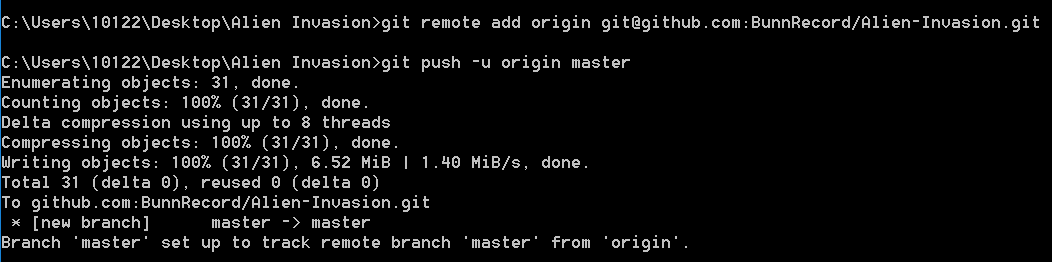 C:\Users\10122\Desktop\Alien Invasion>git remote add origin git@github.com:BunnRecord/Alien-Invasion.git
C:\Users\10122\Desktop\Alien Invasion>git push -u origin master
Enumerating objects: 31, done.
Counting objects: 100% (31/31), done.
Delta compression using up to 8 threads
Compressing objects: 100% (31/31), done.
Writing objects: 100% (31/31), 6.52 MiB | 1.40 MiB/s, done.
Total 31 (delta 0), reused 0 (delta 0)
To github.com:BunnRecord/Alien-Invasion.git
 * [new branch]      master -> master
Branch 'master' set up to track remote branch 'master' from 'origin'.